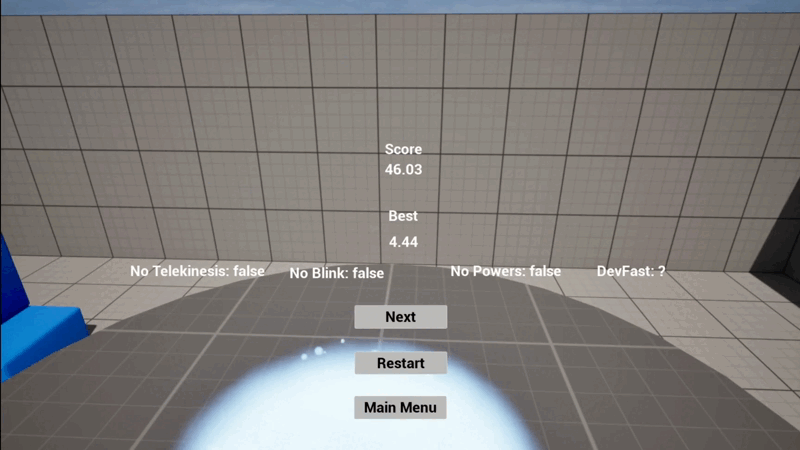 Score
46.03
Best
4.44
No Telekinesis: false No Blink: false No Powers: false DevFast: ?
Next
Restart
Main Menu